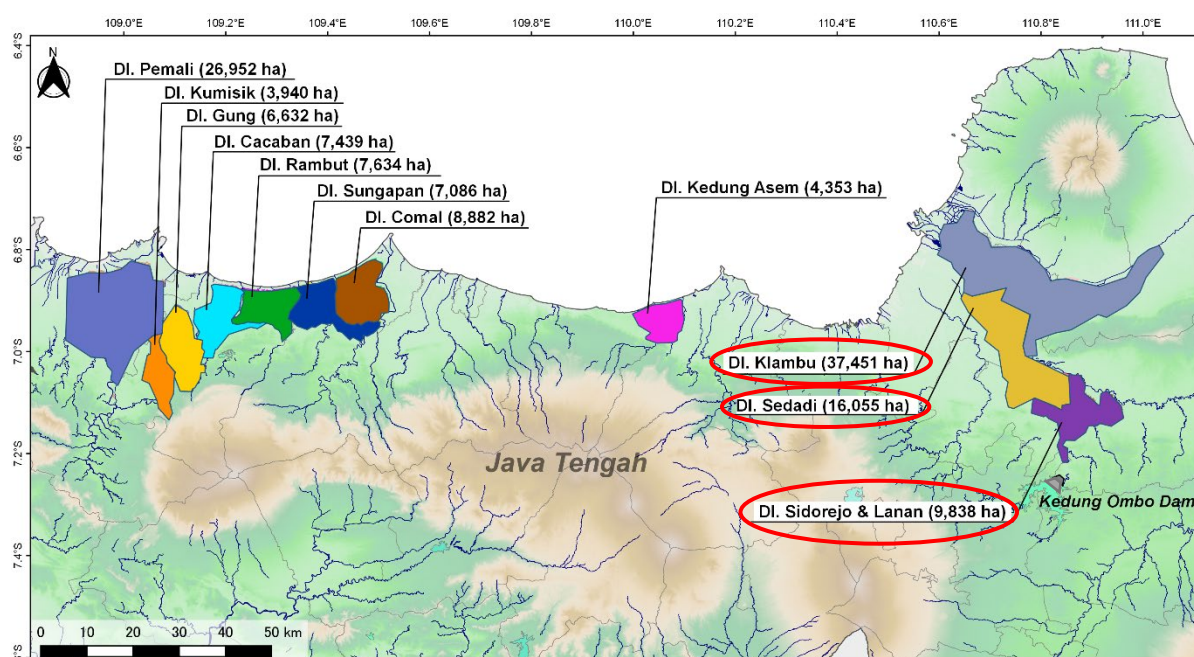 109.0°E 109.2°E 109.4°E 109.6°E 109.8°E 110.0°E 110.2°E 110.4°E 110.6°E 110.8°E 111.0°E
6.4°S
N
DI. Pemali (26,952 ha)
DI. Kumisik (3,940 ha)
DI. Gung (6,632 ha)
6.6°S
DI. Cacaban (7,439 ha)
DI. Rambut (7,634 ha)
DI. Sungapan (7,086 ha)
DI. Kedung Asem (4,353 ha)
DI. Comal (8,882 ha)
6.8°S
7.0°S
DI. Klambu (37,451 ha)
DI. Sedadi (16,055 ha)
7.2°S
Java Tengah
Kedung Ombo Dam
DI. Sidorejo & Lanan (9,838 ha)
7.4°S
0 10 20 30 40 50 km